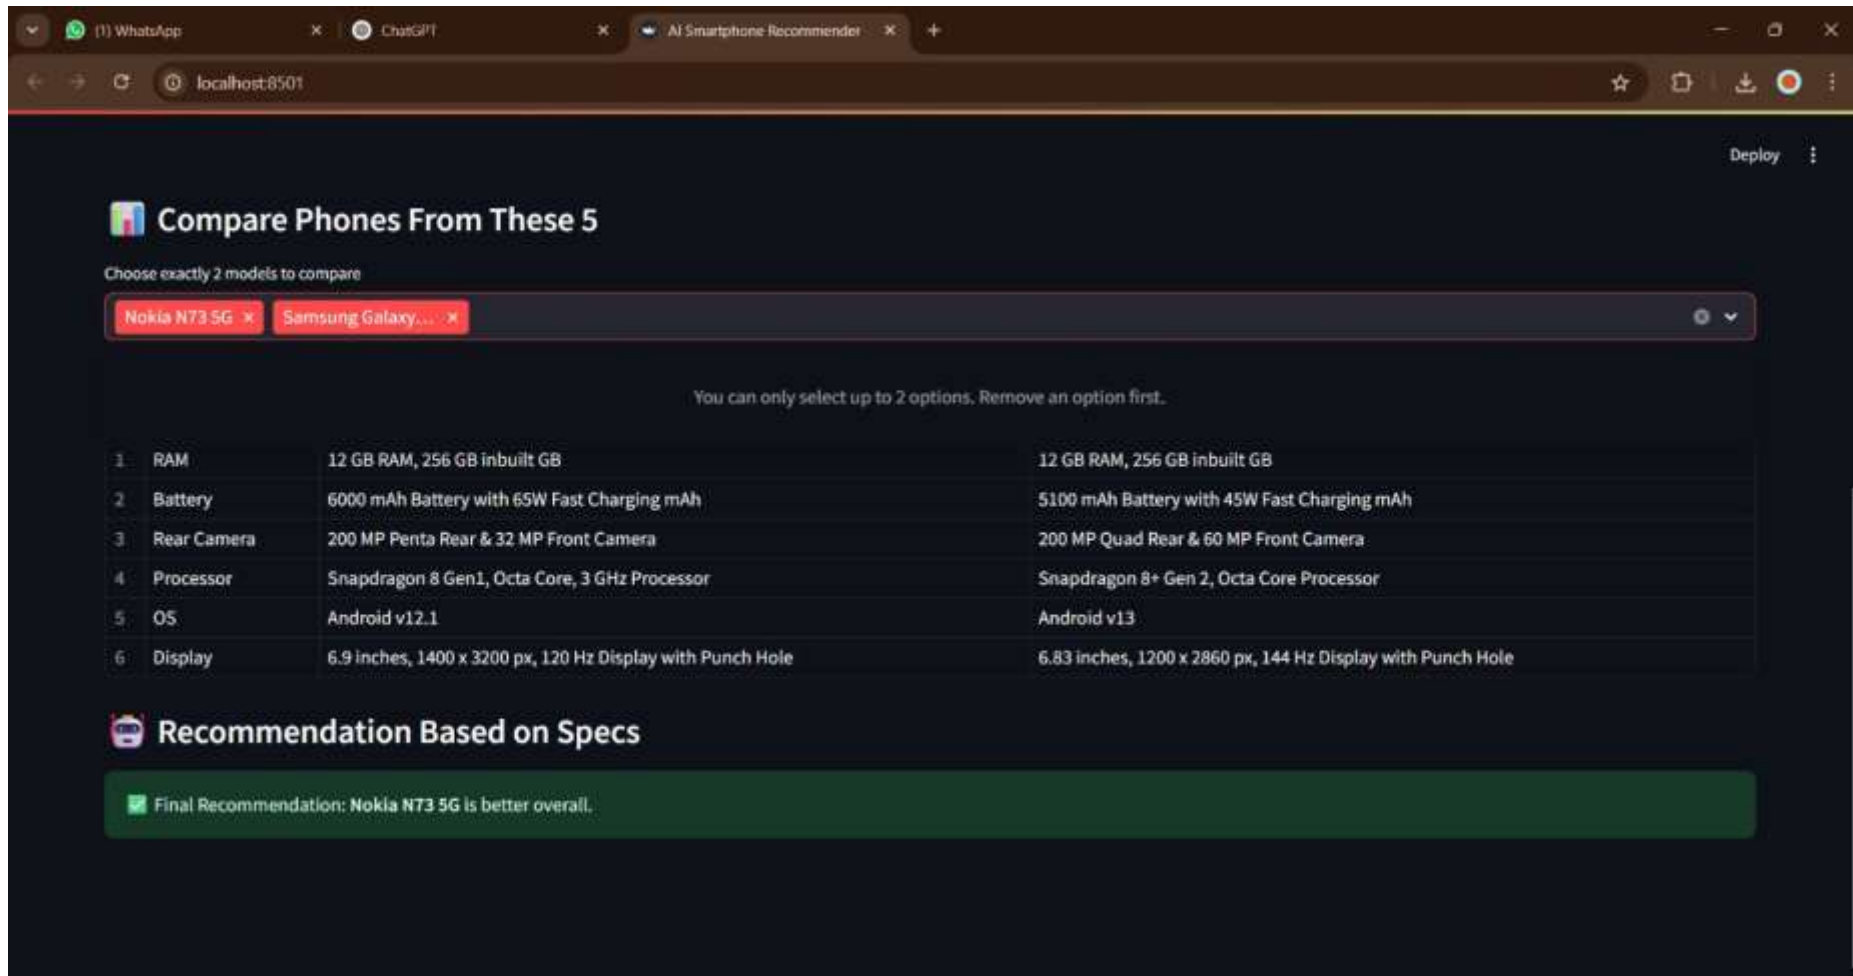 (1) WhatsApp
ChatGPT
AI Smartphone Recommender
localhost:8501
Deploy
Compare Phones From These 5
Choose exactly 2 models to compare
Nokia N73 5G × Samsung Galaxy,... ×
You can only select up to 2 options. Remove an option first.
1 RAM 12 GB RAM, 256 GB inbuilt GB 12 GB RAM, 256 GB inbuilt GB
2 Battery 6000 mAh Battery with 65W Fast Charging mAh 5100 mAh Battery with 45W Fast Charging mAh
3 Rear Camera 200 MP Penta Rear & 32 MP Front Camera 200 MP Quad Rear & 60 MP Front Camera
4 Processor Snapdragon 8 Gen1, Octa Core, 3 GHz Processor Snapdragon 8+ Gen 2, Octa Core Processor
5 OS Android v12.1 Android v13
6 Display 6.9 inches, 1400 x 3200 px, 120 Hz Display with Punch Hole 6.83 inches, 1200 x 2860 px, 144 Hz Display with Punch Hole
Recommendation Based on Specs
Final Recommendation: Nokia N73 5G is better overall.